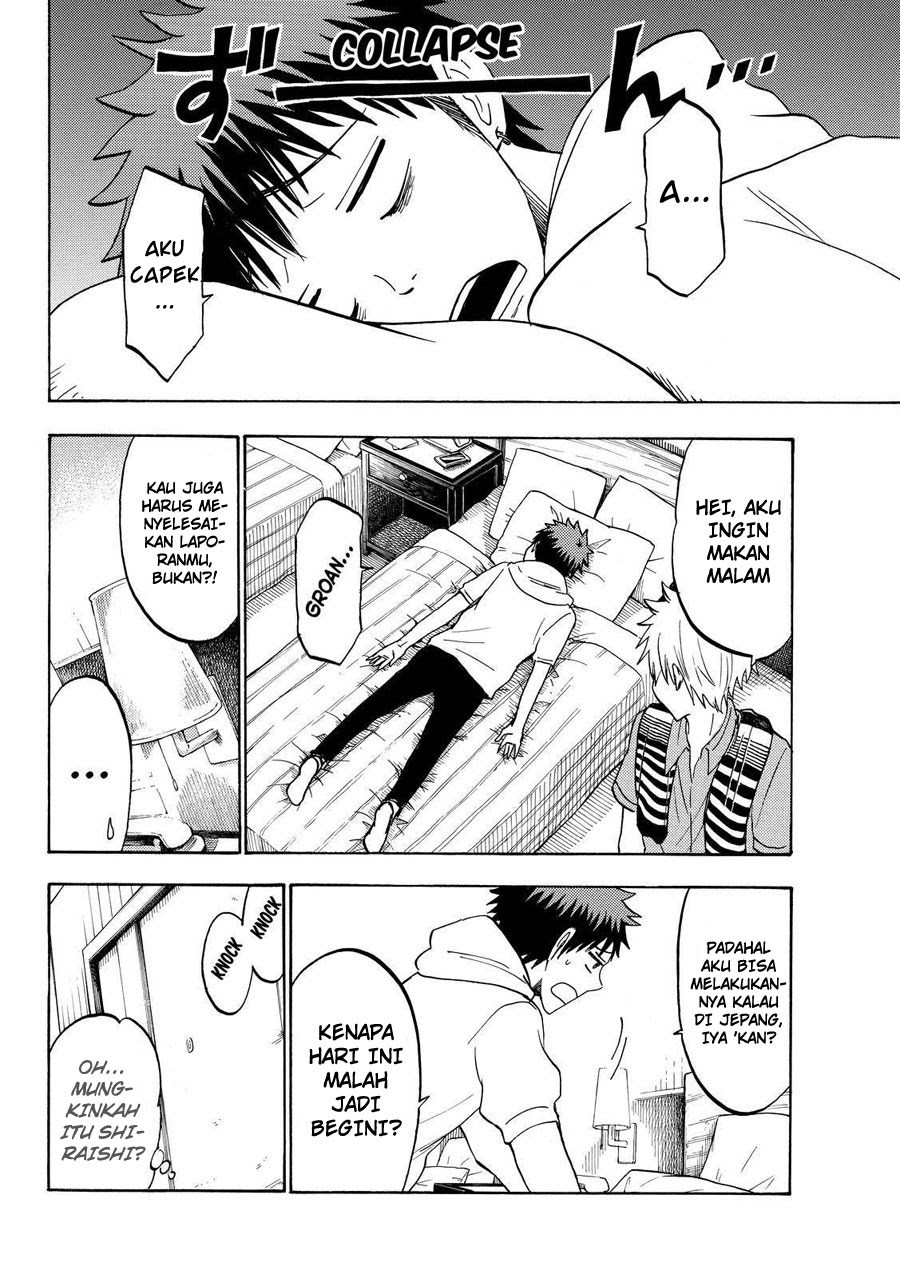 ず
COLLAPSE
ーん...
A...
AKU
CAPEK
...
HEI, AKU
INGIN
MAKAN
MALAM
GROAN...
KAU JUGA
HARUS ME-
NYELESAI-
KAN LAPO-
RANMU,
BUKAN?!
...
PADAHAL
AKU BISA
MELAKUKAN-
NYA KALAU
DI JEPANG,
IYA 'KAN?
KENAPA
HARI INI
MALAH
JADI
BEGINI?
KNOCK
KNOCK
OH...
MUNG-
KINKAH
ITU SHI-
RAISHI?